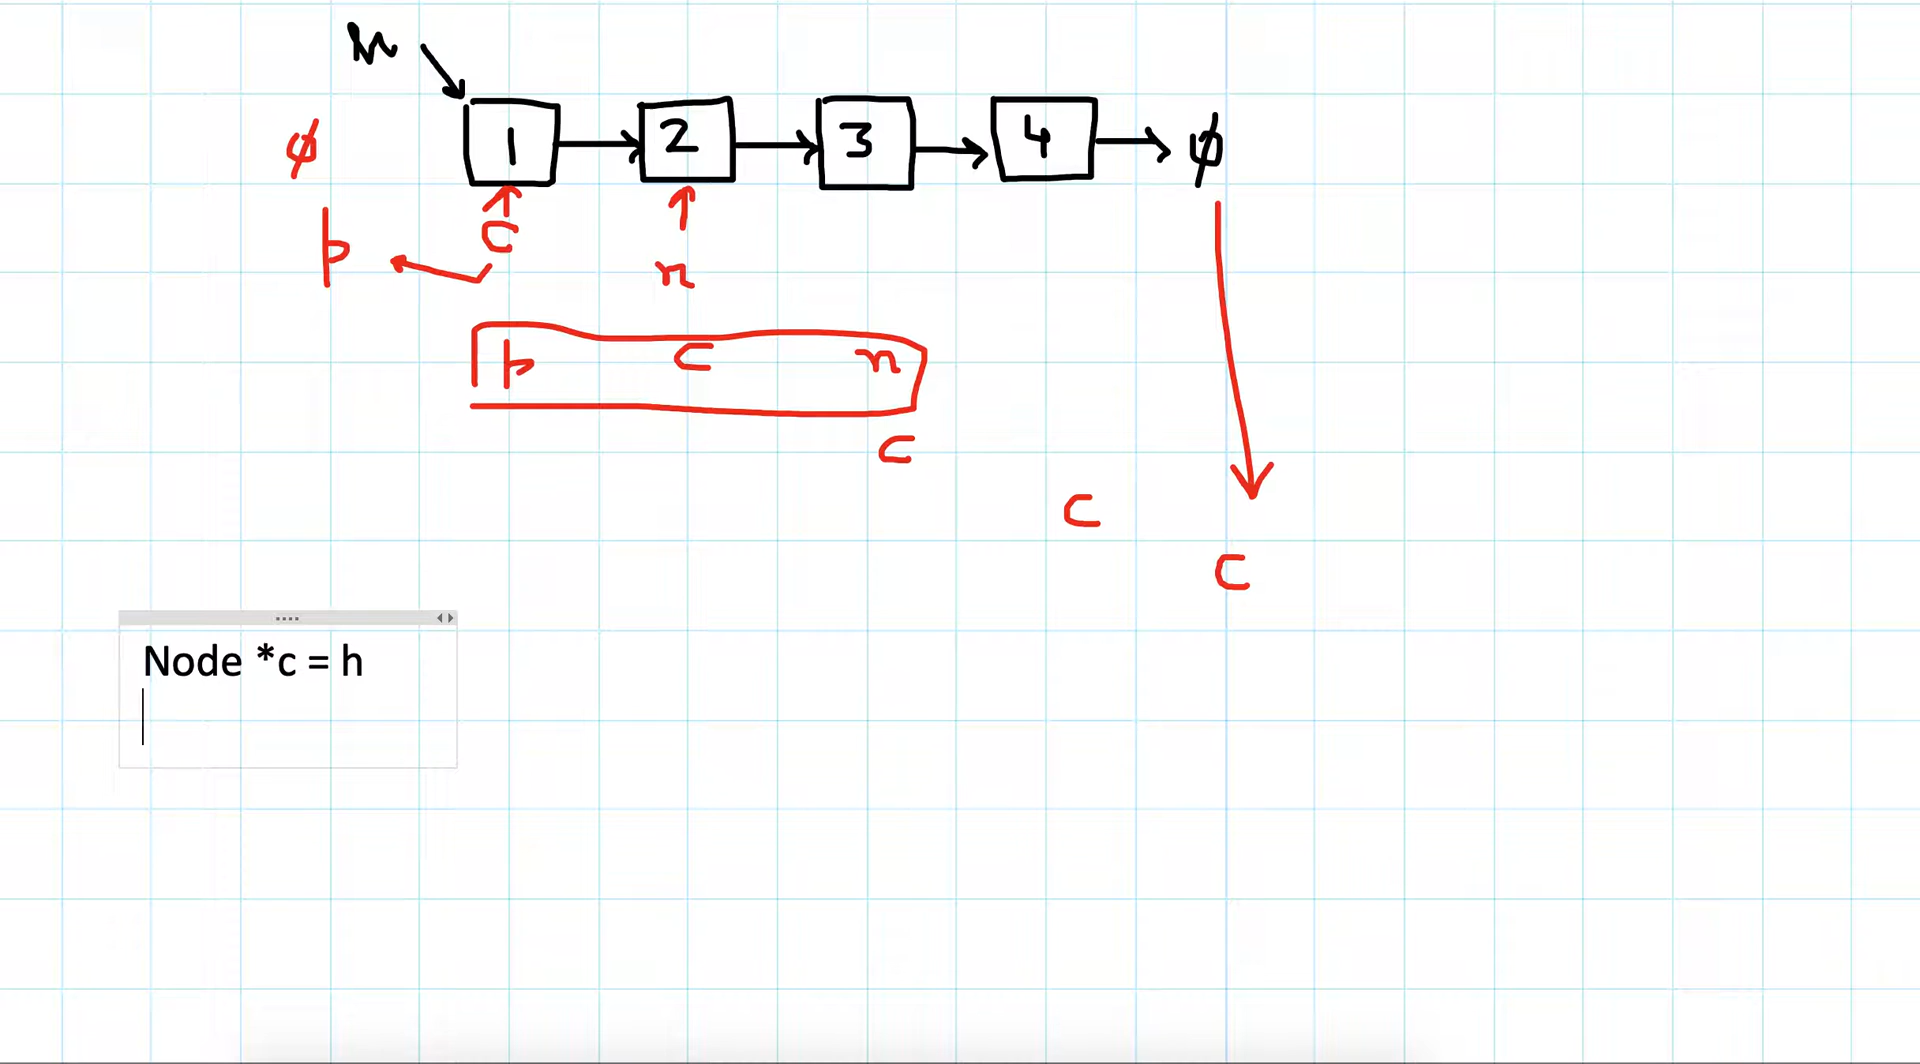 h
ϕ 1 2 3 4 ϕ
p c n
p c n
c
c
c
Node *c = h